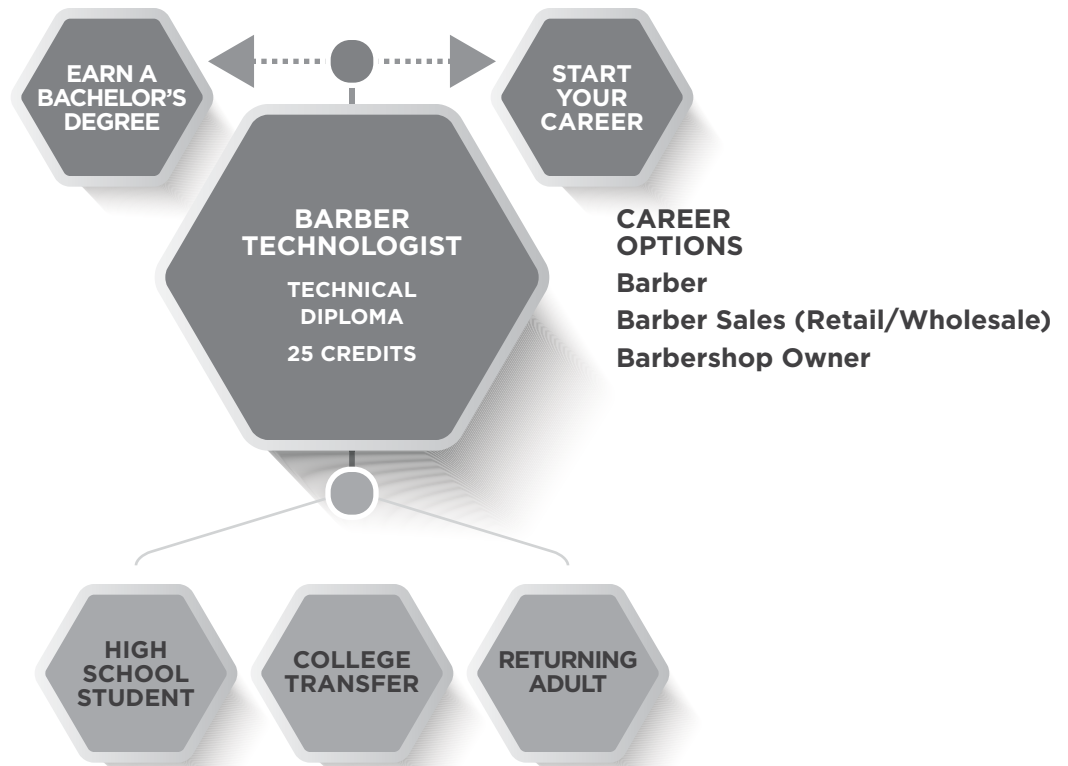 EARN A
BACHELOR'S
DEGREE
START
YOUR
CAREER
BARBER
TECHNOLOGIST
TECHNICAL
DIPLOMA
25 CREDITS
CAREER
OPTIONS
Barber
Barber Sales (Retail/Wholesale)
Barbershop Owner
HIGH
SCHOOL
STUDENT
COLLEGE
TRANSFER
RETURNING
ADULT